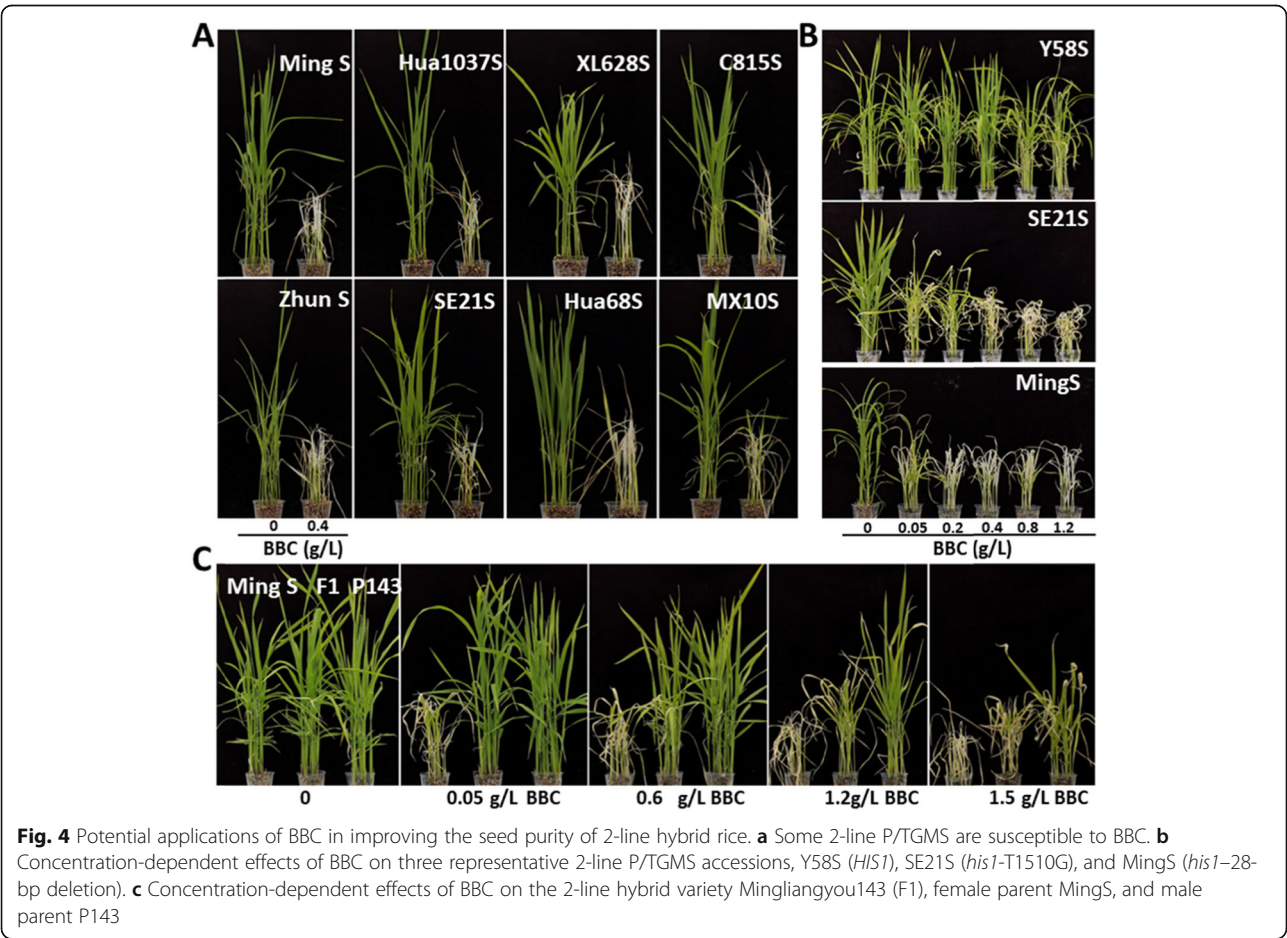 A
Ming S
Hua1037S
XL628S
C815S
Zhun S
SE21S
Hua68S
MX10S
0 0.4
BBC (g/L)
B
Y58S
SE21S
MingS
0 0.05 0.2 0.4 0.8 1.2
BBC (g/L)
C
Ming S F1 P143
0
0.05 g/L BBC
0.6 g/L BBC
1.2g/L BBC
1.5 g/L BBC
Fig. 4 Potential applications of BBC in improving the seed purity of 2-line hybrid rice. a Some 2-line P/TGMS are susceptible to BBC. b
Concentration-dependent effects of BBC on three representative 2-line P/TGMS accessions, Y58S (HIS1), SE21S (his1-T1510G), and MingS (his1–28-
bp deletion). c Concentration-dependent effects of BBC on the 2-line hybrid variety Mingliangyou143 (F1), female parent MingS, and male
parent P143